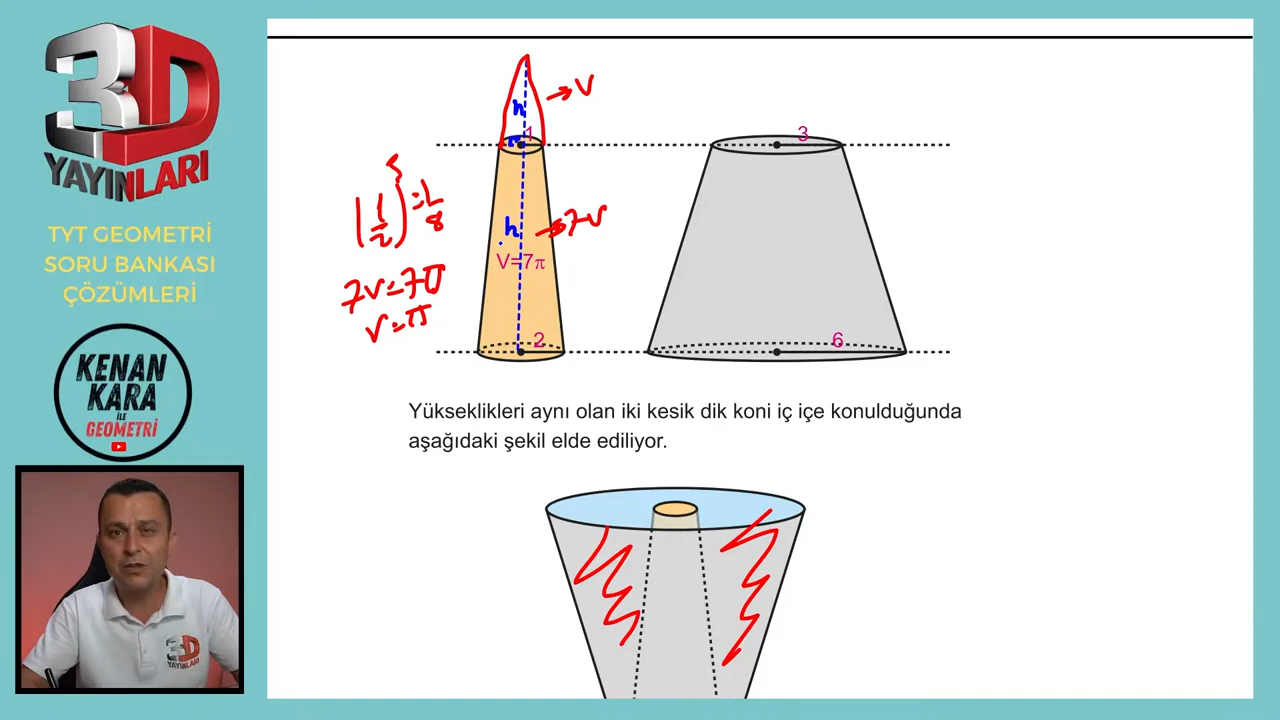 3D
YAYINLARI
TYT GEOMETRİ
SORU BANKASI
ÇÖZÜMLERİ
KENAN
KARA
İLE
GEOMETRİ
h
→ V
1
3
(1/2)³ = 1/8
h
→ 7V
V=7π
7V = 7π
V = π
2
6
Yükseklikleri aynı olan iki kesik dik koni iç içe konulduğunda
aşağıdaki şekil elde ediliyor.
3D
YAYINLARI